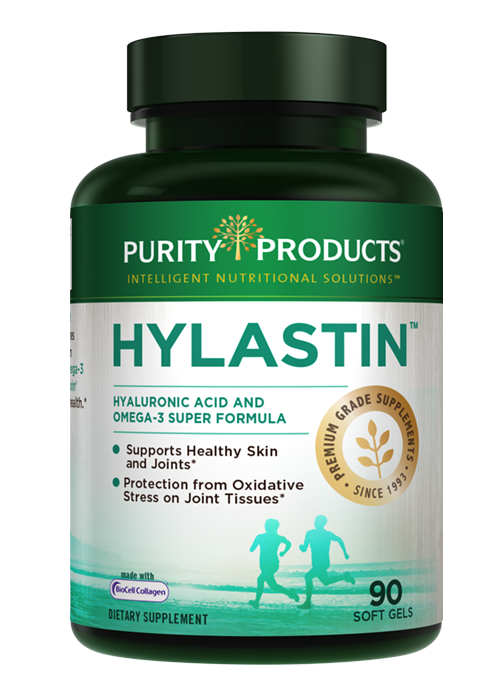 PURITY PRODUCTS®
INTELLIGENT NUTRITIONAL SOLUTIONS™
HYLASTIN™
HYALURONIC ACID AND
OMEGA-3 SUPER FORMULA
• Supports Healthy Skin
and Joints*
• Protection from Oxidative
Stress on Joint Tissues*
• PREMIUM GRADE SUPPLEMENTS •
SINCE 1993
made with
BioCell Collagen
DIETARY SUPPLEMENT
90
SOFT GELS